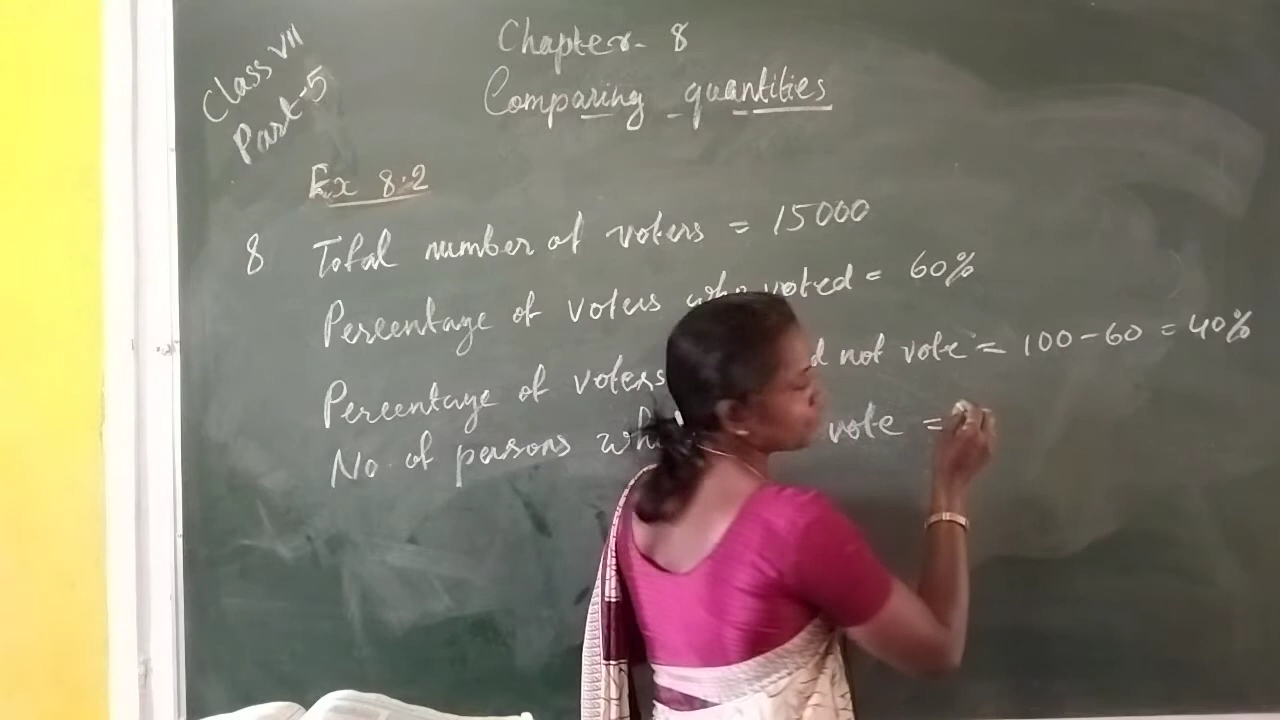 Class VII
Part-5
Chapter- 8
Comparing quantities
Ex 8.2
8 Total number of voters = 15000
Percentage of voters who voted = 60%
Percentage of voters not vote = 100-60 = 40%
No. of persons who vote =